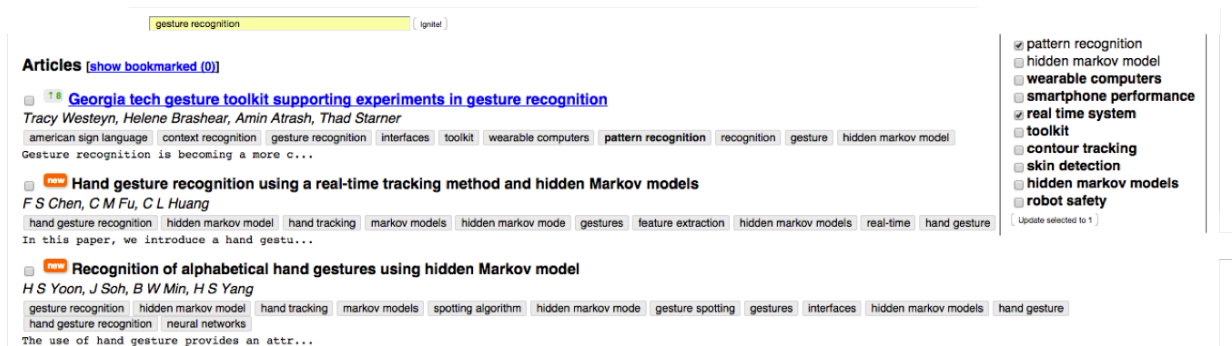 gesture recognition Ignite!
Articles [show bookmarked (0)]
↑8 Georgia tech gesture toolkit supporting experiments in gesture recognition
Tracy Westeyn, Helene Brashear, Amin Atrash, Thad Starner
american sign language context recognition gesture recognition interfaces toolkit wearable computers pattern recognition recognition gesture hidden markov model
Gesture recognition is becoming a more c...
new Hand gesture recognition using a real-time tracking method and hidden Markov models
F S Chen, C M Fu, C L Huang
hand gesture recognition hidden markov model hand tracking markov models hidden markov mode gestures feature extraction hidden markov models real-time hand gesture
In this paper, we introduce a hand gestu...
new Recognition of alphabetical hand gestures using hidden Markov model
H S Yoon, J Soh, B W Min, H S Yang
gesture recognition hidden markov model hand tracking markov models spotting algorithm hidden markov mode gesture spotting gestures interfaces hidden markov models hand gesture
hand gesture recognition neural networks
The use of hand gesture provides an attr...
pattern recognition
hidden markov model
wearable computers
smartphone performance
real time system
toolkit
contour tracking
skin detection
hidden markov models
robot safety
Update selected to 1